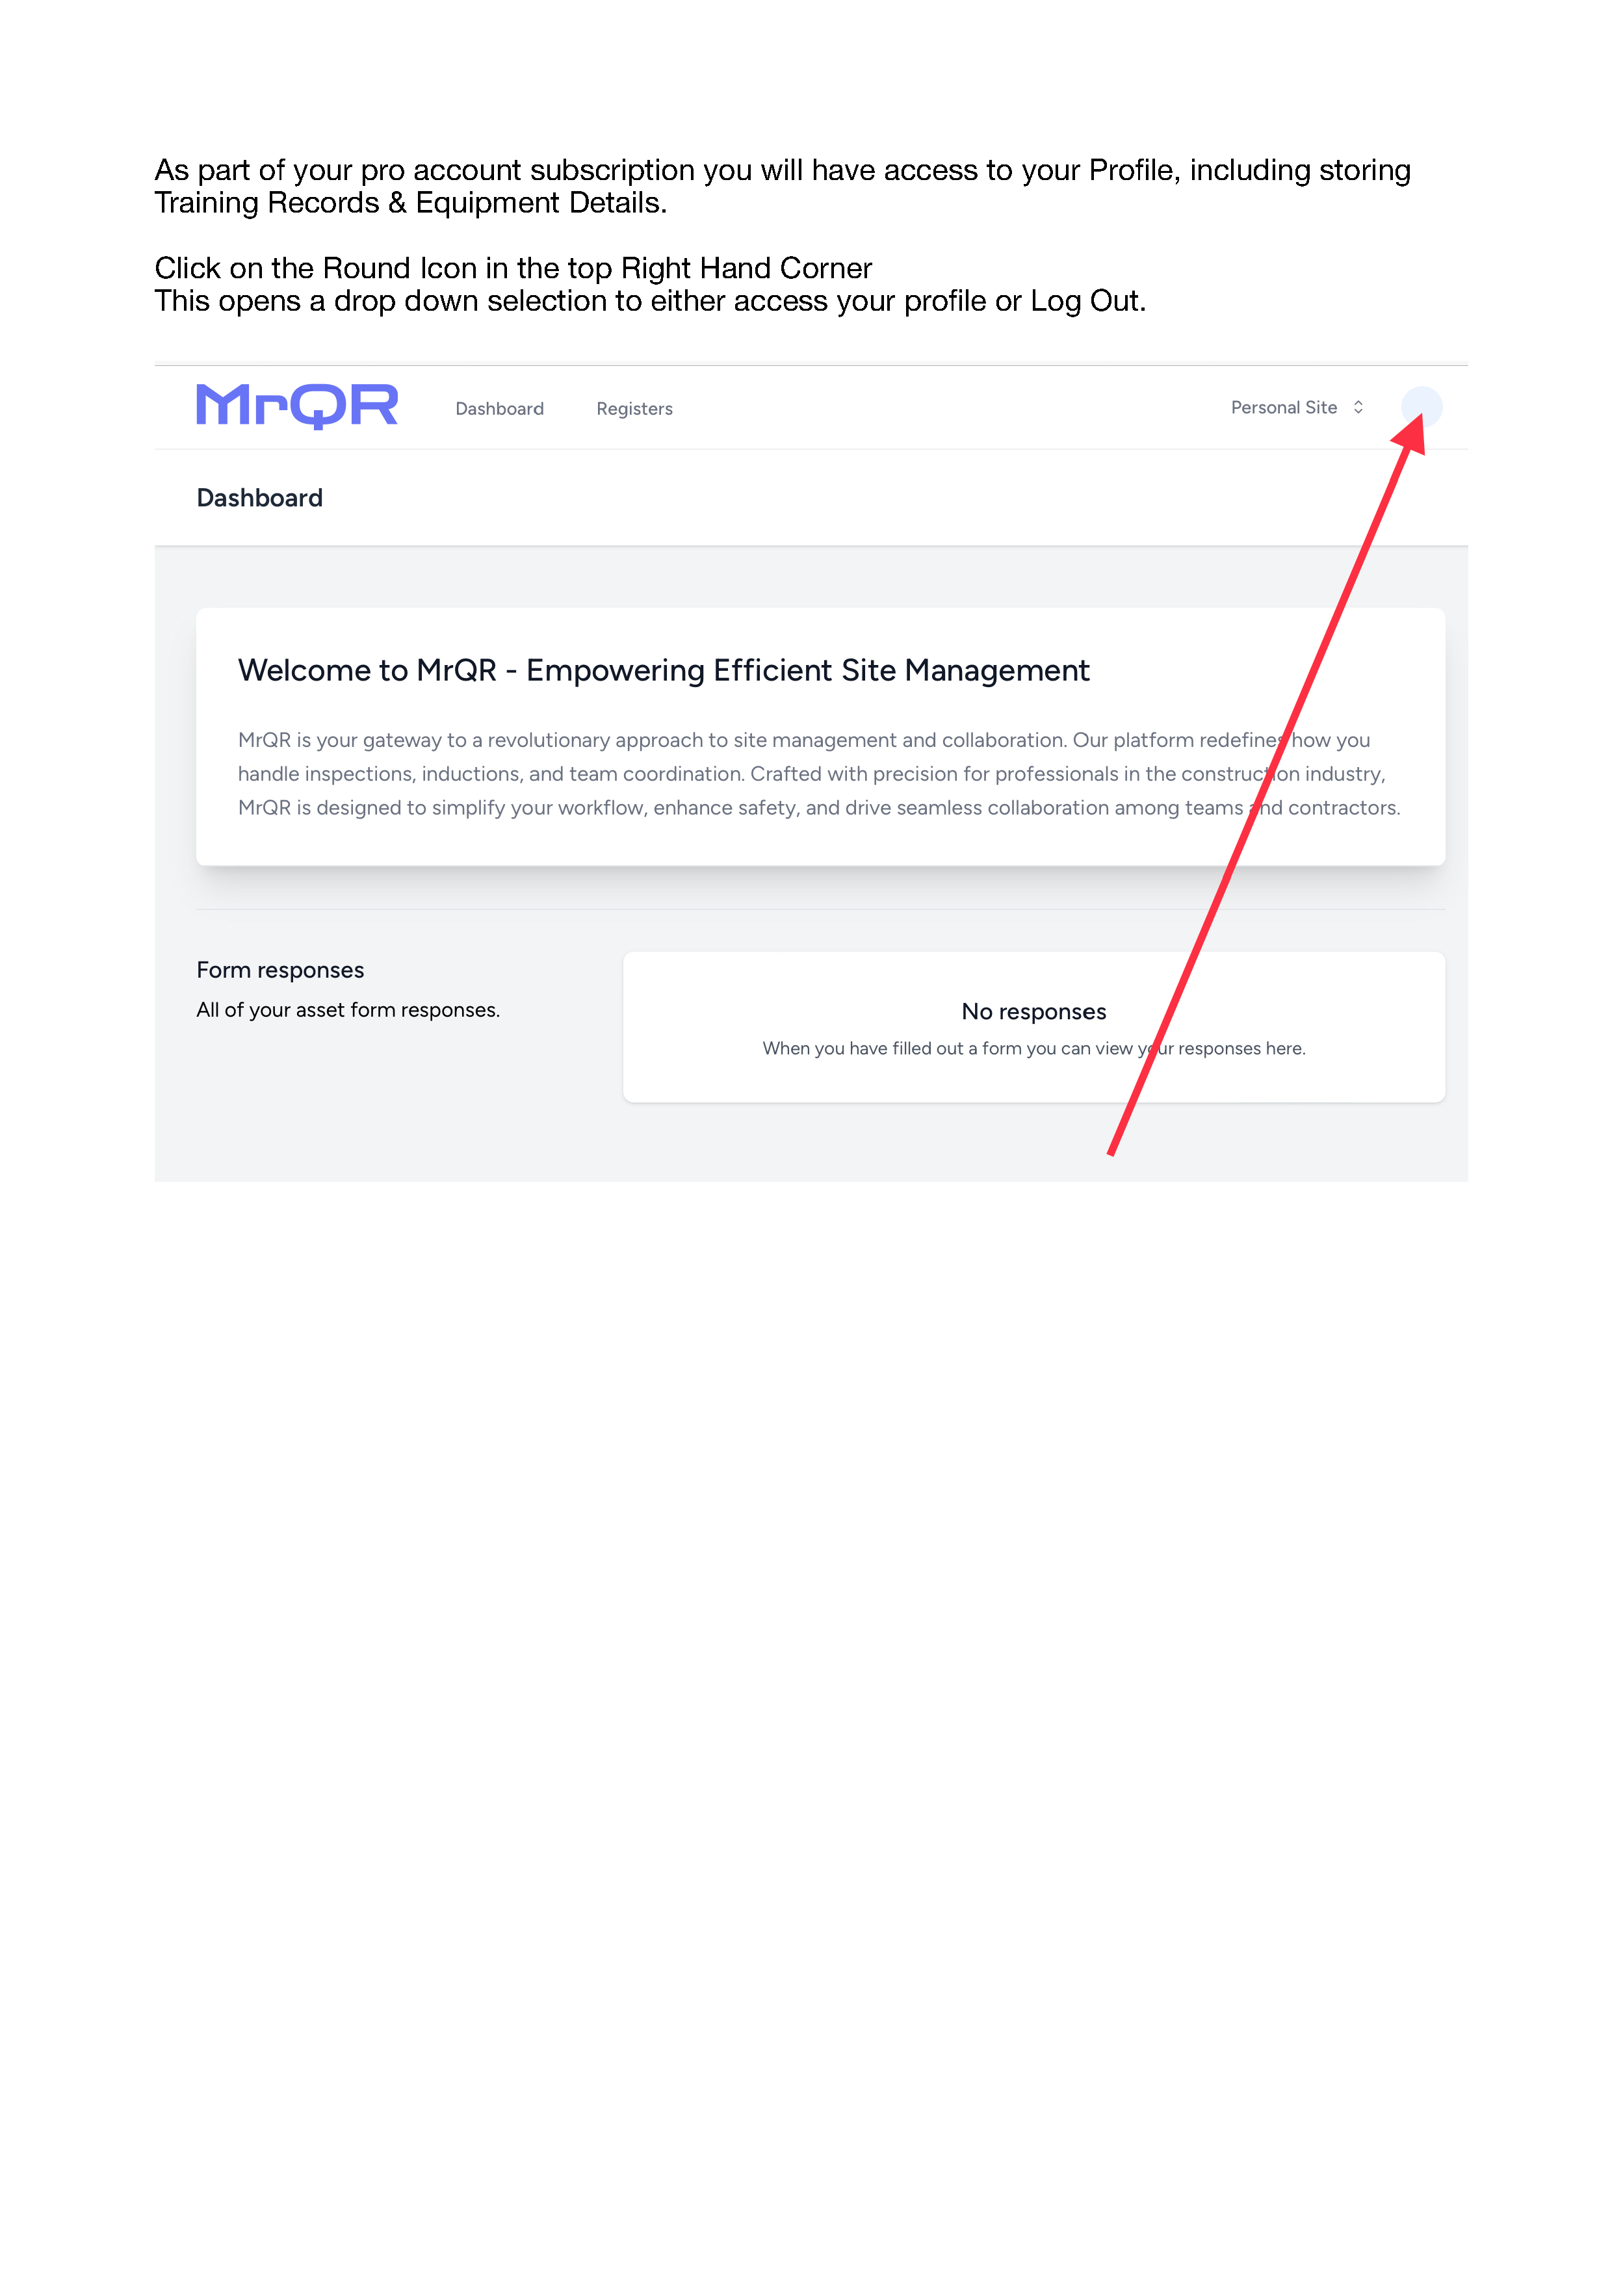 As part of your pro account subscription you will have access to your Profile, including storing
Training Records & Equipment Details.
Click on the Round Icon in the top Right Hand Corner
This opens a drop down selection to either access your profile or Log Out.
MrQR Dashboard Registers Personal Site
Dashboard
Welcome to MrQR - Empowering Efficient Site Management
MrQR is your gateway to a revolutionary approach to site management and collaboration. Our platform redefines how you
handle inspections, inductions, and team coordination. Crafted with precision for professionals in the construction industry,
MrQR is designed to simplify your workflow, enhance safety, and drive seamless collaboration among teams and contractors.
Form responses
All of your asset form responses.
No responses
When you have filled out a form you can view your responses here.